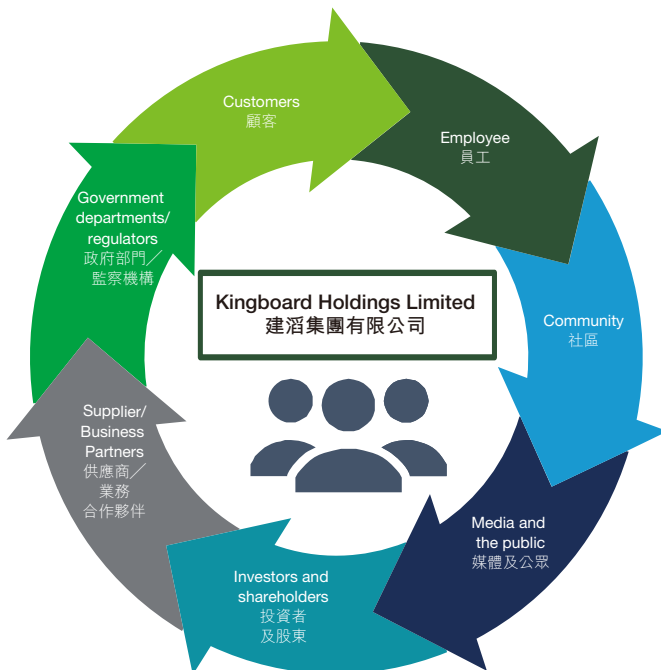 Customers
顧客
Employee
員工
Community
社區
Media and
the public
媒體及公眾
Investors and
shareholders
投資者
及股東
Supplier/
Business
Partners
供應商／
業務
合作夥伴
Government
departments/
regulators
政府部門／
監察機構
Kingboard Holdings Limited
建滔集團有限公司